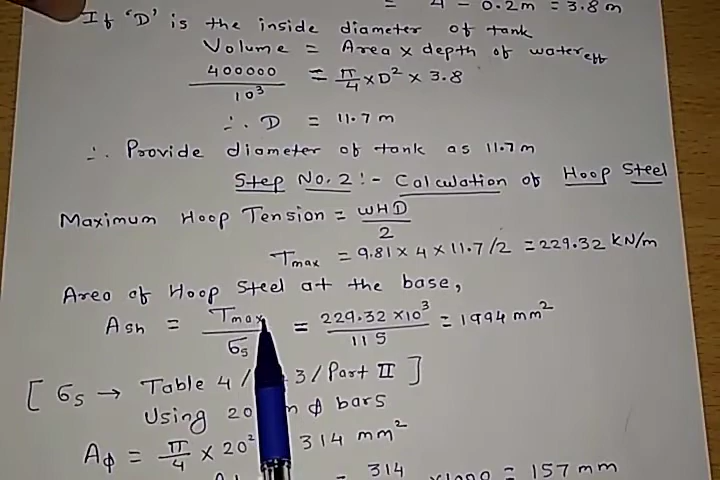 = 4 - 0.2m = 3.8 m
If 'D' is the inside diameter of tank
Volume = Area x depth of water eff
400000 / 10³ = π/4 × D² × 3.8
∴ D = 11.7 m
∴ Provide diameter of tank as 11.7 m
Step No. 2 :- Calculation of Hoop Steel
Maximum Hoop Tension = WHD / 2
Tmax = 9.81 × 4 × 11.7 / 2 = 229.32 KN/m
Area of Hoop Steel at the base,
Ash = Tmax / σs = 229.32 × 10³ / 115 = 1994 mm²
[ σs → Table 4 / 3 / Part II ]
Using 20 ϕ bars
Aϕ = π/4 × 20² 314 mm²
= 314 ×1000 = 157 mm